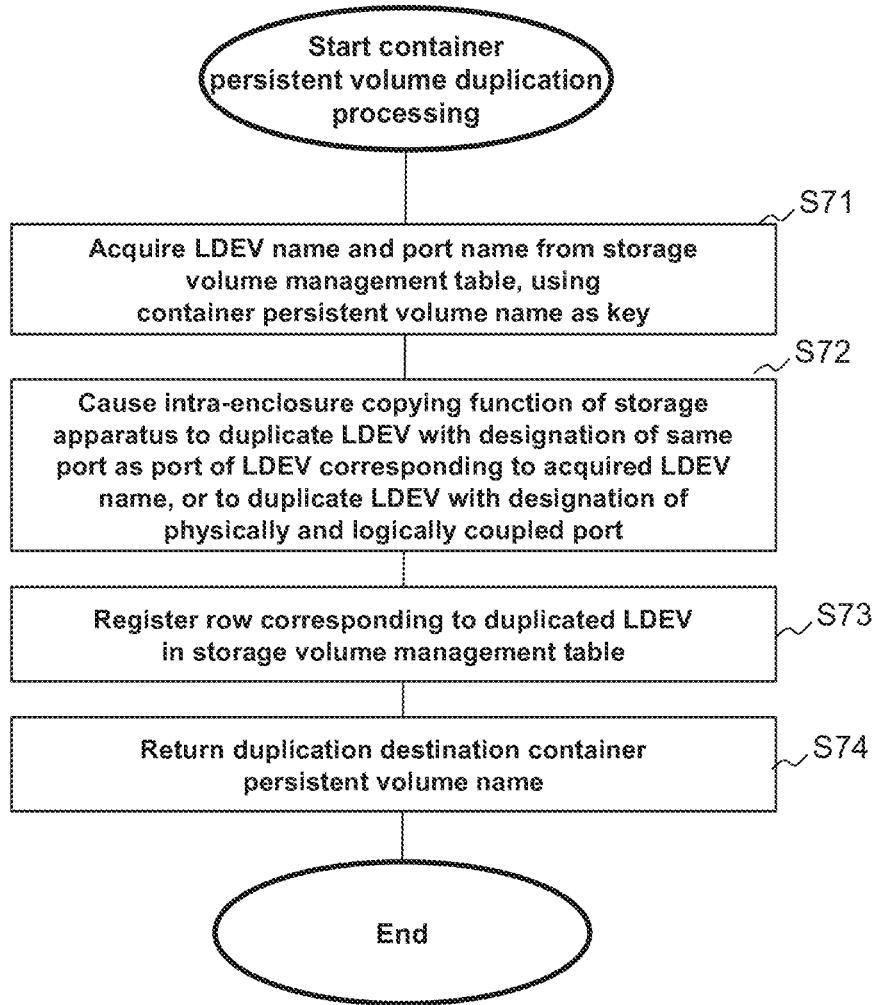 Start container
persistent volume duplication
processing
S71
Acquire LDEV name and port name from storage
volume management table, using
container persistent volume name as key
S72
Cause intra-enclosure copying function of storage
apparatus to duplicate LDEV with designation of same
port as port of LDEV corresponding to acquired LDEV
name, or to duplicate LDEV with designation of
physically and logically coupled port
S73
Register row corresponding to duplicated LDEV
in storage volume management table
S74
Return duplication destination container
persistent volume name
End